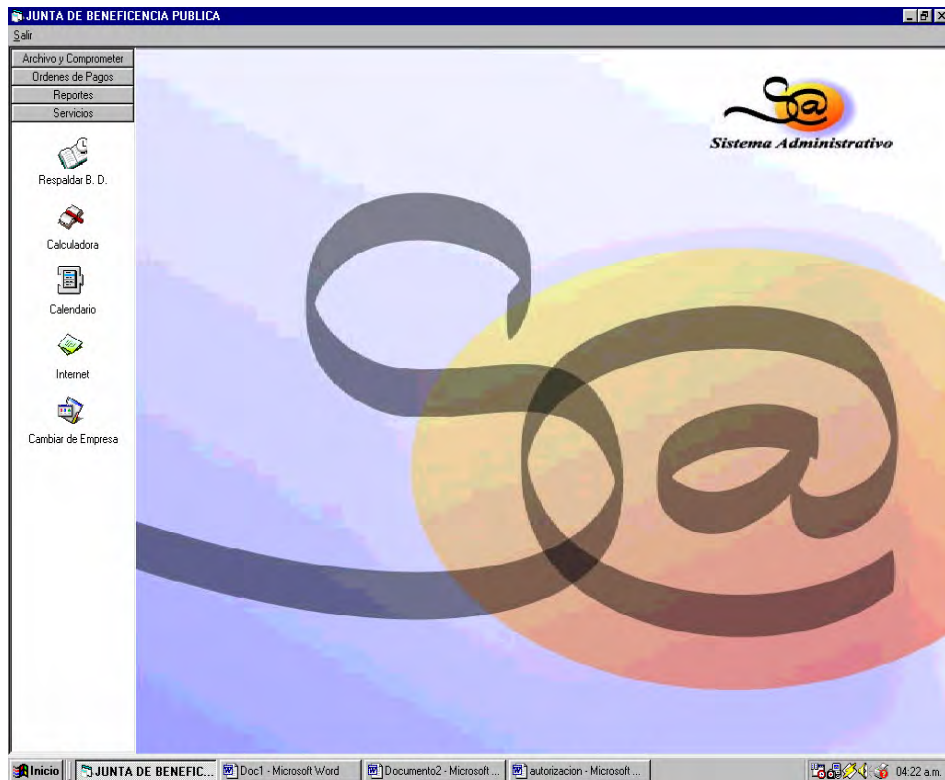 JUNTA DE BENEFICENCIA PUBLICA
Salir
Archivo y Comprometer
Ordenes de Pagos
Reportes
Servicios
Respaldar B. D.
Calculadora
Calendario
Internet
Cambiar de Empresa
S@
Sistema Administrativo
Inicio
JUNTA DE BENEFIC...
Doc1 - Microsoft Word
Documento2 - Microsoft ...
autorizacion - Microsoft ...
04:22 a.m.